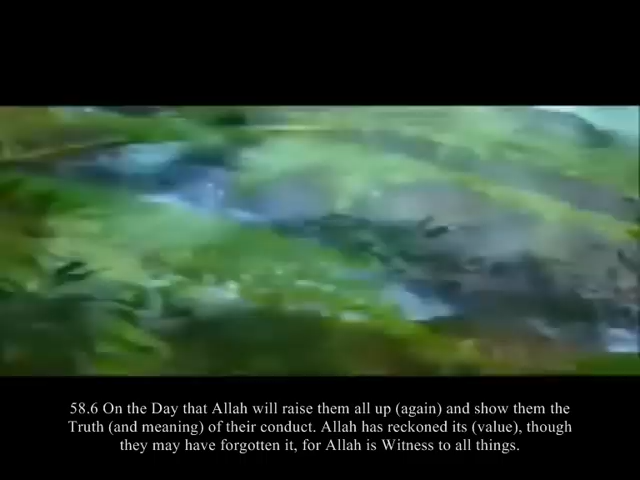 58.6 On the Day that Allah will raise them all up (again) and show them the
Truth (and meaning) of their conduct. Allah has reckoned its (value), though
they may have forgotten it, for Allah is Witness to all things.